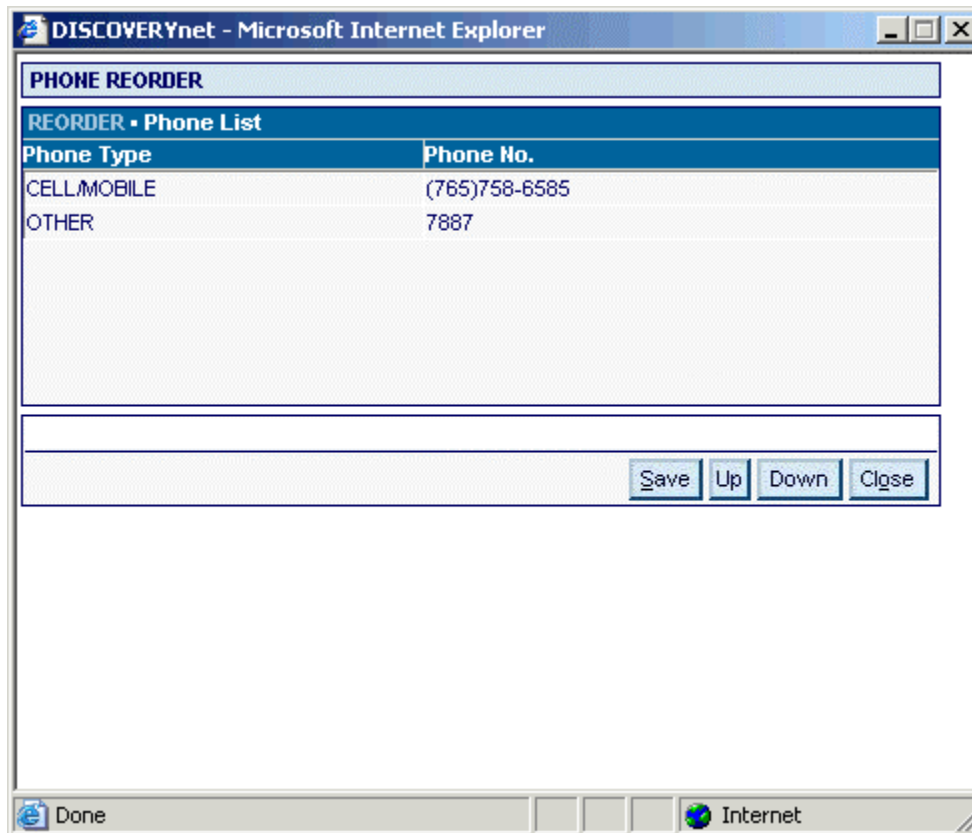 DISCOVERYnet - Microsoft Internet Explorer
PHONE REORDER
REORDER ▪ Phone List
Phone Type Phone No.
CELL/MOBILE (765)758-6585
OTHER 7887
Save Up Down Close
Done Internet